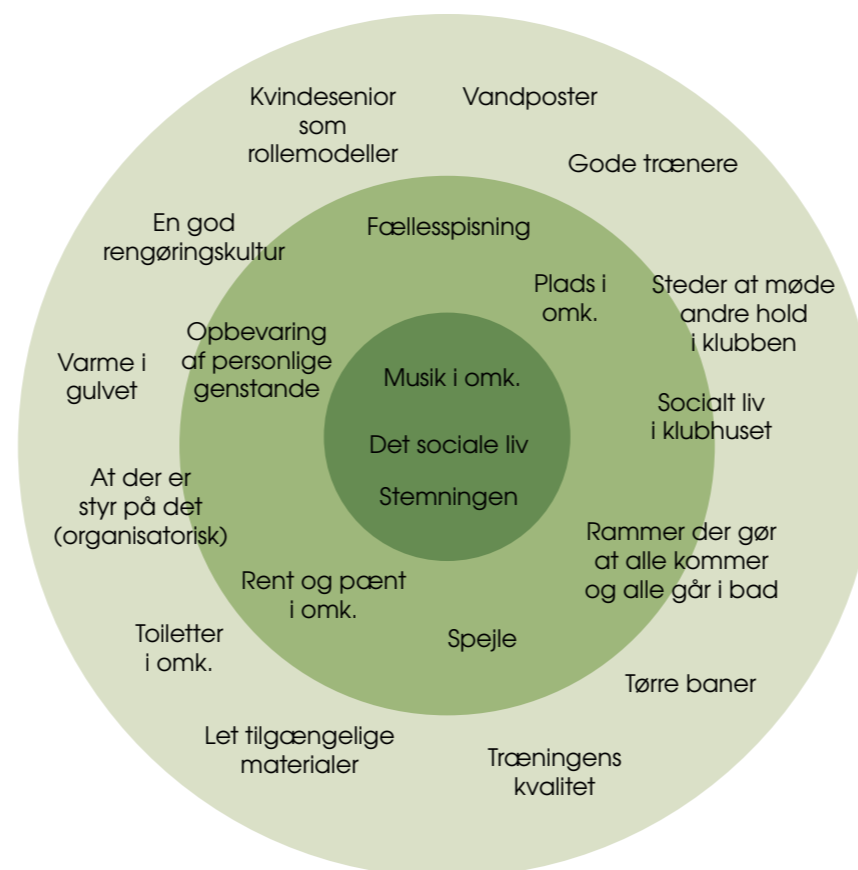 Kvindesenior
som
rollemodeller
Vandposter
Gode trænere
En god
rengøringskultur
Fællesspisning
Plads i
omk.
Steder at møde
andre hold
i klubben
Opbevaring
af personlige
genstande
Varme i
gulvet
Musik i omk.
Socialt liv
i klubhuset
Det sociale liv
Stemningen
At der er
styr på det
(organisatorisk)
Rammer der gør
at alle kommer
og alle går i bad
Rent og pænt
i omk.
Toiletter
i omk.
Spejle
Tørre baner
Let tilgængelige
materialer
Træningens
kvalitet